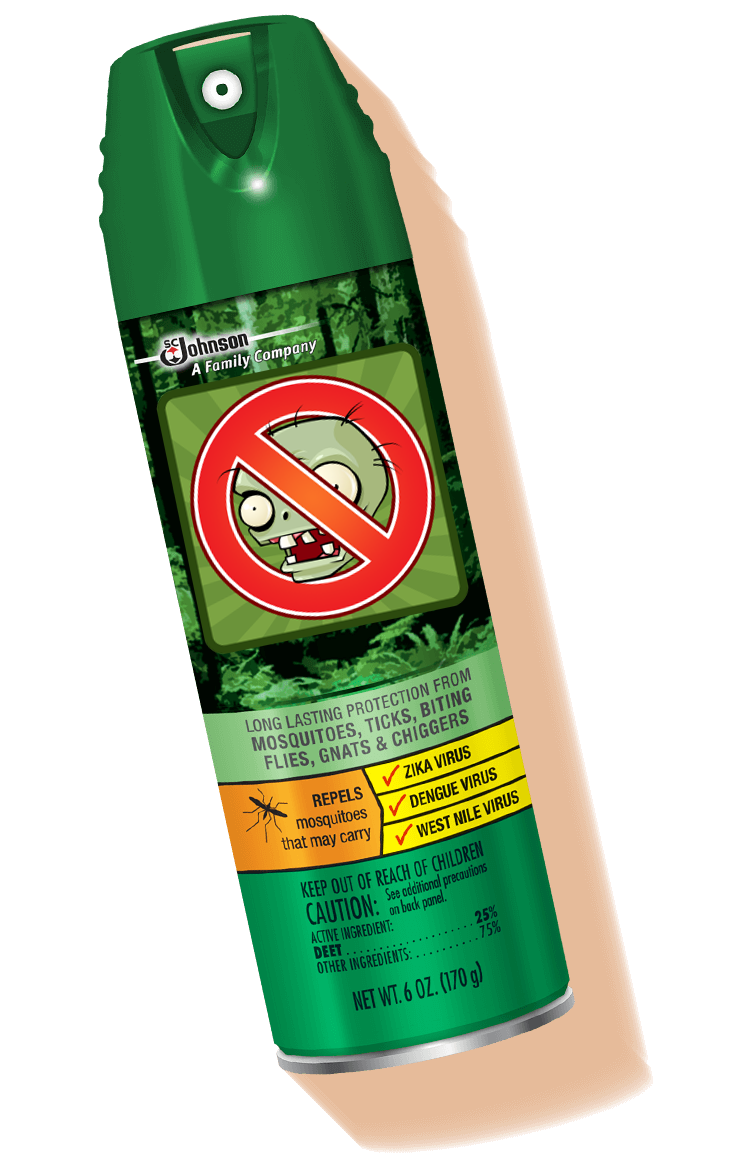 SC Johnson
A Family Company
LONG LASTING PROTECTION FROM
MOSQUITOES, TICKS, BITING
FLIES, GNATS & CHIGGERS
REPELS
mosquitoes
that may carry
ZIKA VIRUS
DENGUE VIRUS
WEST NILE VIRUS
KEEP OUT OF REACH OF CHILDREN
CAUTION: See additional precautions
on back panel.
ACTIVE INGREDIENT:
DEET . . . . . . . . . . . . . . . . . . . . . 25%
OTHER INGREDIENTS: . . . . . . . . . . 75%
NET WT. 6 OZ. (170 g)